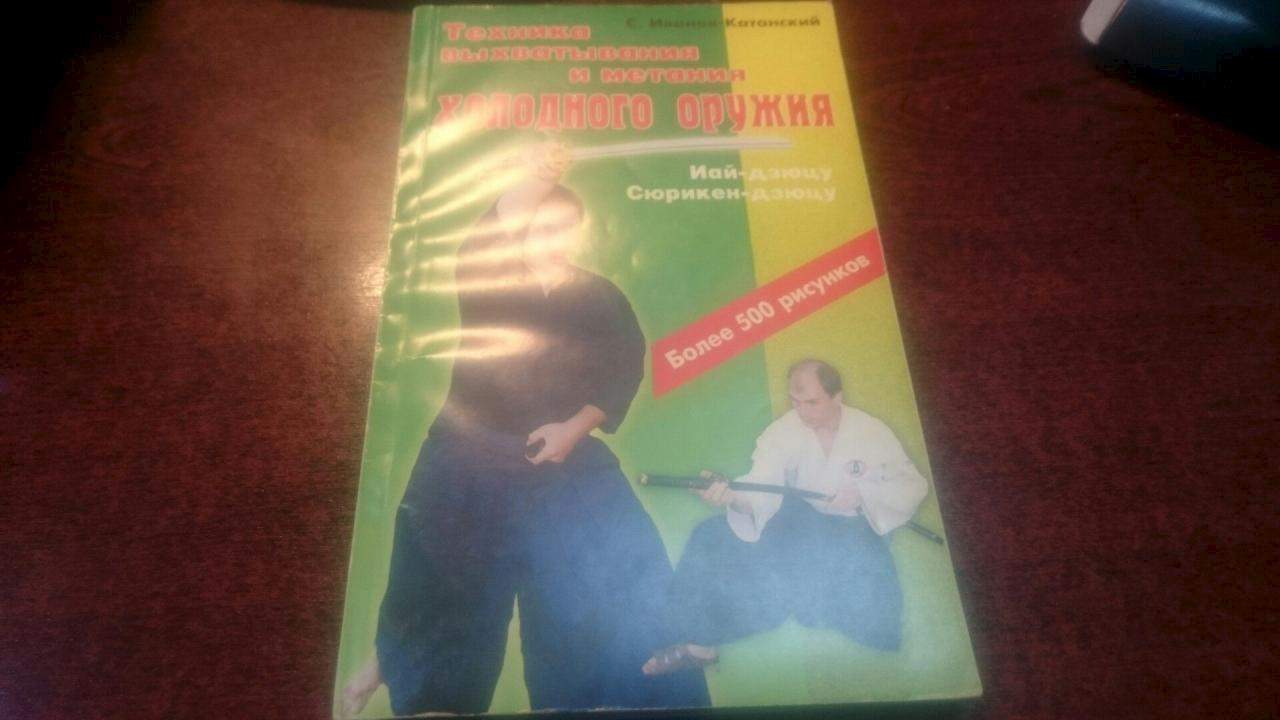 С. Иванов-Катанский
Техника
выхватывания
и метания
холодного оружия
Иай-дзюцу
Сюрикен-дзюцу
Более 500 рисунков